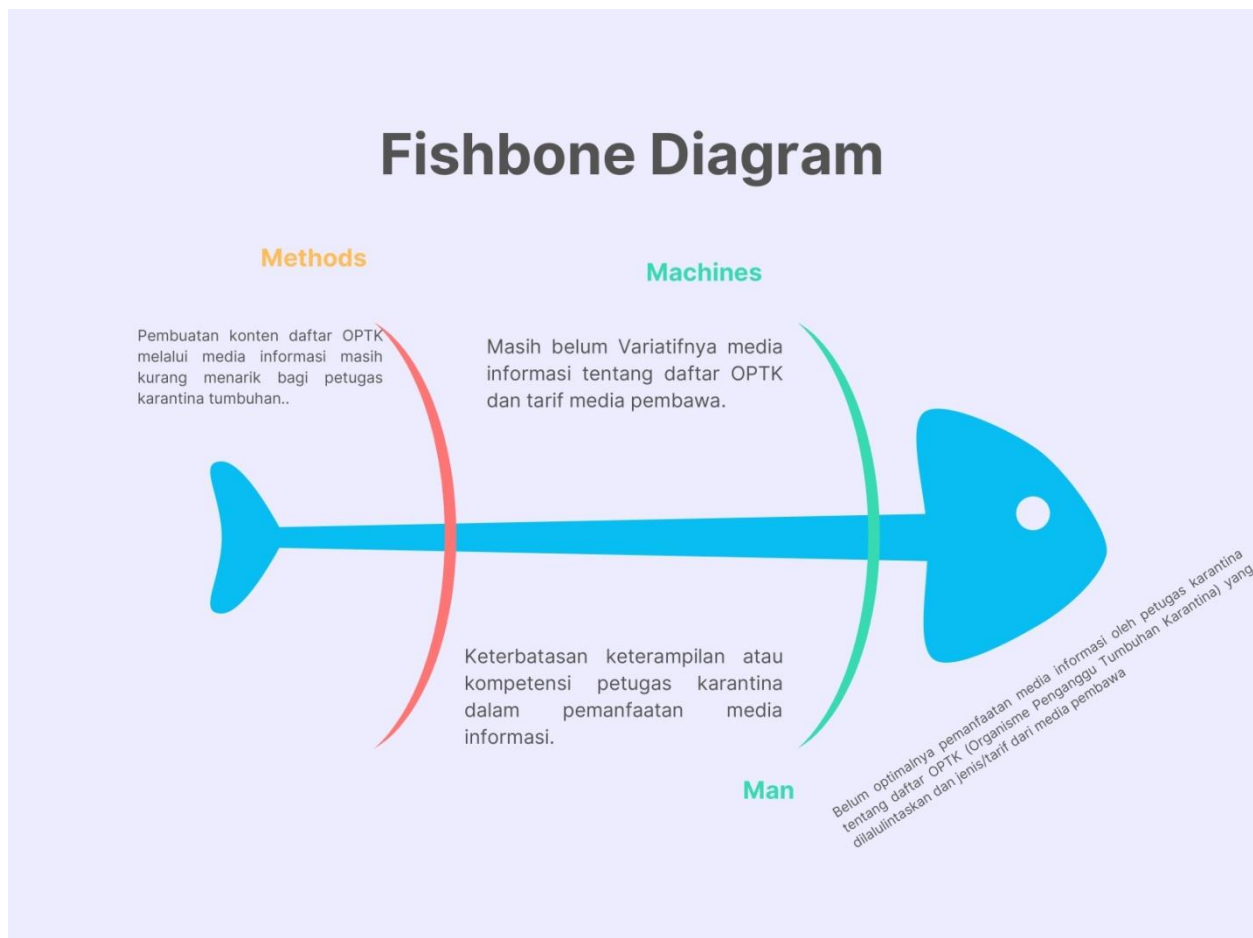 Fishbone Diagram
Methods
Machines
Pembuatan konten daftar OPTK
melalui media informasi masih
kurang menarik bagi petugas
karantina tumbuhan..
Masih belum Variatifnya media
informasi tentang daftar OPTK
dan tarif media pembawa.
Keterbatasan keterampilan atau
kompetensi petugas karantina
dalam pemanfaatan media
informasi.
Man
Belum optimalnya pemanfaatan media informasi oleh petugas karantina
tentang daftar OPTK (Organisme Penganggu Tumbuhan Karantina) yang
dilalulintaskan dan jenis/tarif dari media pembawa